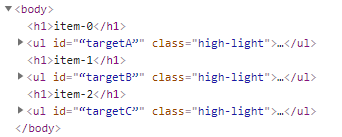 ▼<body>
<h1>item-0</h1>
▶<ul id="“targetA”" class="high-light">…</ul>
<h1>item-1</h1>
▶<ul id="“targetB”" class="high-light">…</ul>
<h1>item-2</h1>
▶<ul id="“targetC”" class="high-light">…</ul>
</body>